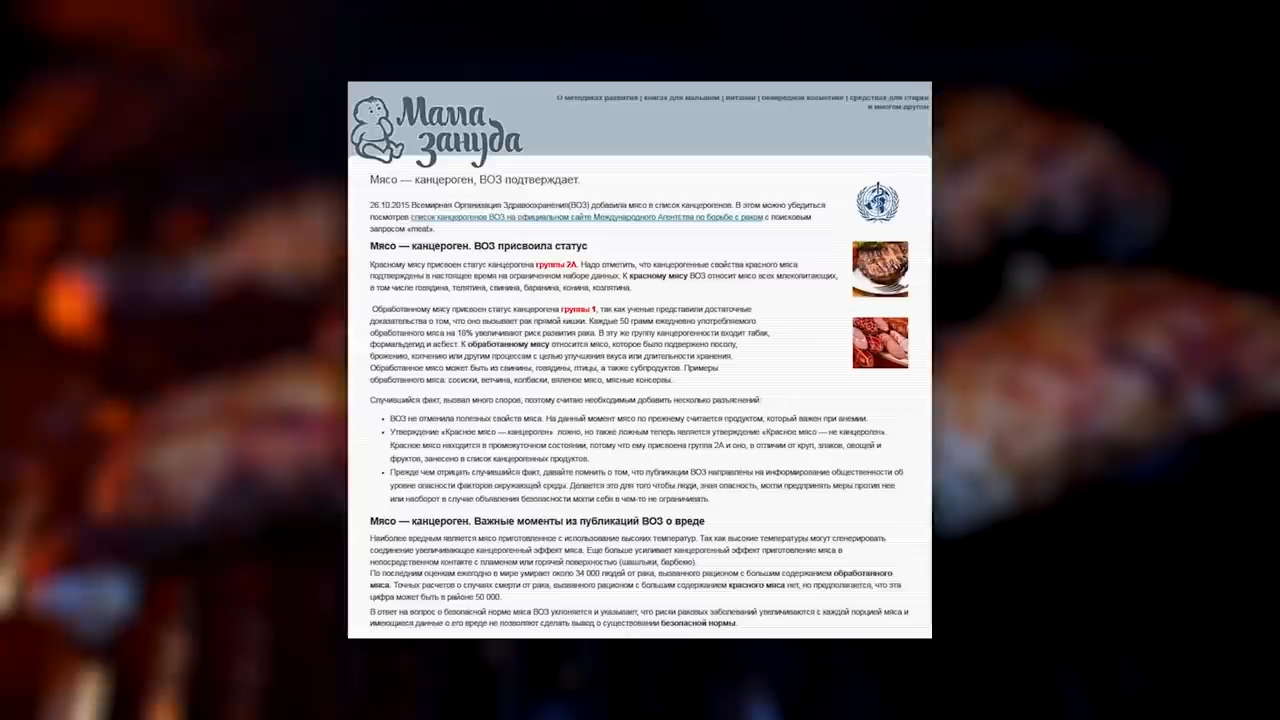 Мама
зануда
О методиках развития | книгах для малышей | питании | безвредной косметике | средствах для стирки
и многом другом
Мясо — канцероген, ВОЗ подтверждает.
26.10.2015 Всемирная Организация Здравоохранения(ВОЗ) добавила мясо в список канцерогенов. В этом можно убедиться
посмотрев список канцерогенов ВОЗ на официальном сайте Международного Агентства по борьбе с раком с поисковым
запросом «meat».
Мясо — канцероген. ВОЗ присвоила статус
Красному мясу присвоен статус канцерогена группы 2А. Надо отметить, что канцерогенные свойства красного мяса
подтверждены в настоящее время на ограниченном наборе данных. К красному мясу ВОЗ относит мясо всех млекопитающих,
в том числе говядина, телятина, свинина, баранина, конина, козлятина.
Обработанному мясу присвоен статус канцерогена группы 1, так как ученые представили достаточные
доказательства о том, что оно вызывает рак прямой кишки. Каждые 50 грамм ежедневно употребляемого
обработанного мяса на 18% увеличивают риск развития рака. В эту же группу канцерогенности входит табак,
формальдегид и асбест. К обработанному мясу относится мясо, которое было подвержено посолу,
брожению, копчению или другим процессам с целью улучшения вкуса или длительности хранения.
Обработанное мясо может быть из свинины, говядины, птицы, а также субпродуктов. Примеры
обработанного мяса: сосиски, ветчина, колбаски, вяленое мясо, мясные консервы.
Случившийся факт, вызвал много споров, поэтому считаю необходимым добавить несколько разъяснений:
• ВОЗ не отменила полезных свойств мяса. На данный момент мясо по прежнему считается продуктом, который важен при анемии.
• Утверждение «Красное мясо — канцероген» ложно, но также ложным теперь является утверждение «Красное мясо — не канцероген».
Красное мясо находится в промежуточном состоянии, потому что ему присвоена группа 2А и оно, в отличии от круп, злаков, овощей и
фруктов, занесено в список канцерогенных продуктов.
• Прежде чем отрицать случившийся факт, давайте помнить о том, что публикации ВОЗ направлены на информирование общественности об
уровне опасности факторов окружающей среды. Делается это для того чтобы люди, зная опасность, могли предпринять меры против нее
или наоборот в случае объявления безопасности могли себя в чем-то не ограничивать.
Мясо — канцероген. Важные моменты из публикаций ВОЗ о вреде
Наиболее вредным является мясо приготовленное с использование высоких температур. Так как высокие температуры могут сгенерировать
соединение увеличивающее канцерогенный эффект мяса. Еще больше усиливает канцерогенный эффект приготовление мяса в
непосредственном контакте с пламенем или горячей поверхностью (шашлыки, барбекю).
По последним оценкам ежегодно в мире умирает около 34 000 людей от рака, вызванного рационом с большим содержанием обработанного
мяса. Точных расчетов о случаях смерти от рака, вызванного рационом с большим содержанием красного мяса нет, но предполагается, что эта
цифра может быть в районе 50 000.
В ответ на вопрос о безопасной норме мяса ВОЗ уклоняется и указывает, что риски раковых заболеваний увеличиваются с каждой порцией мяса и
имеющиеся данные о его вреде не позволяют сделать вывод о существовании безопасной нормы.